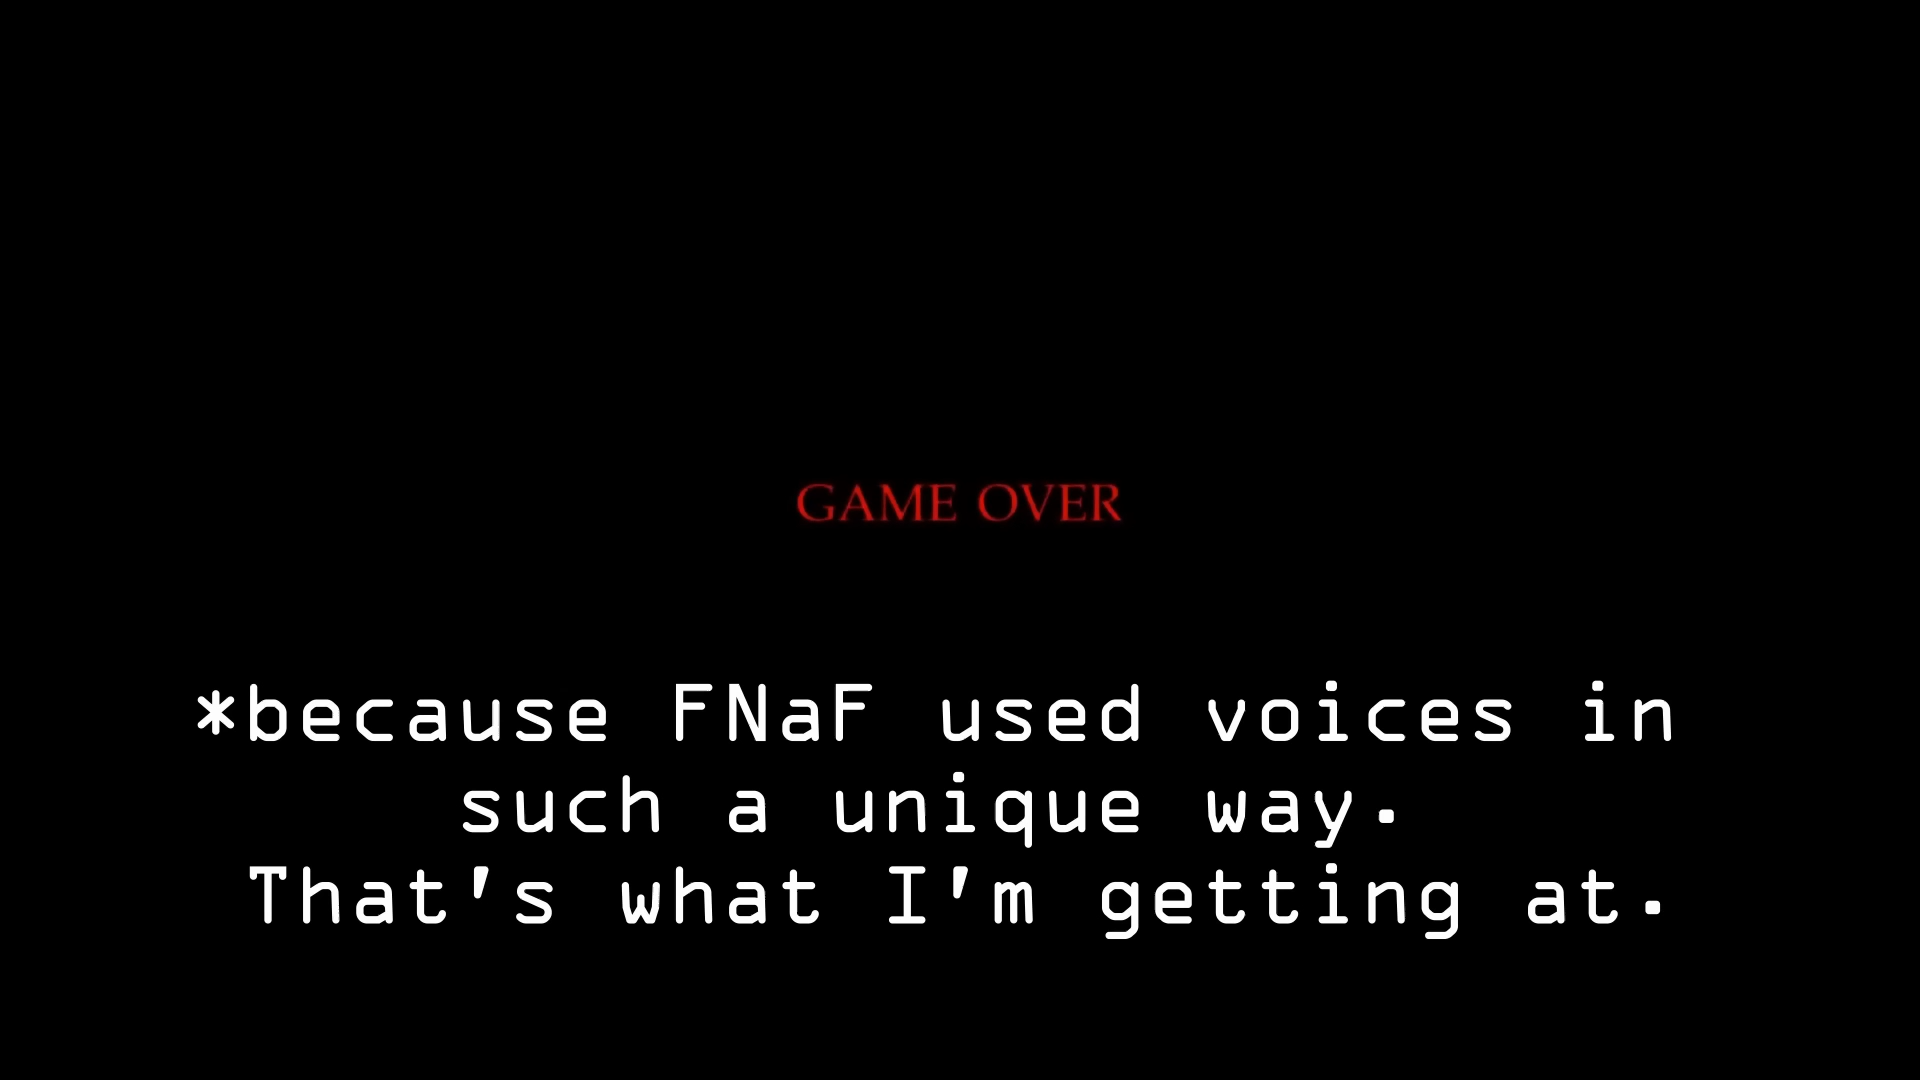 GAME OVER
*because FNaF used voices in
such a unique way.
That's what I'm getting at.